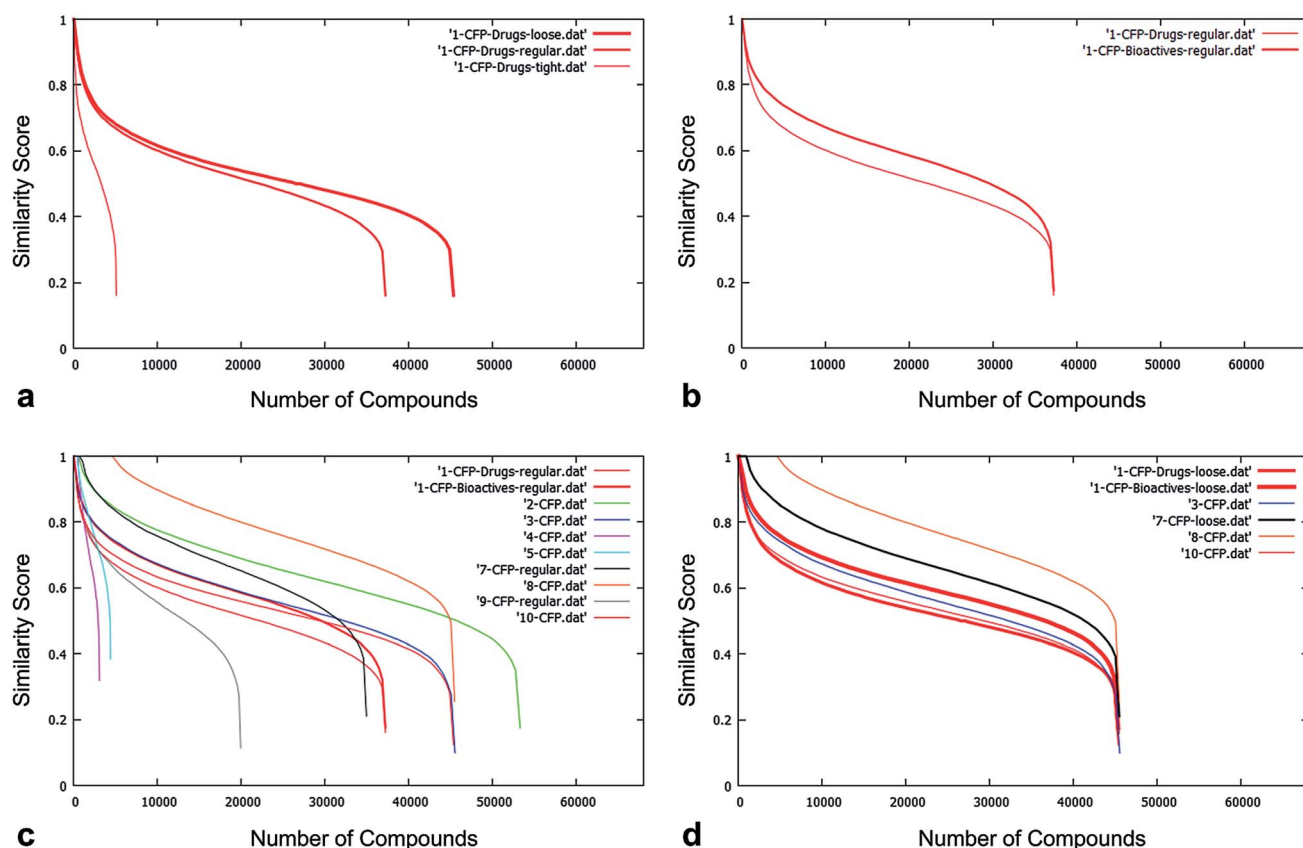 1
0.8
0.6
0.4
0.2
0
Similarity Score
'1-CFP-Drugs-loose.dat'
'1-CFP-Drugs-regular.dat'
'1-CFP-Drugs-tight.dat'
10000 20000 30000 40000 50000 60000
a Number of Compounds
1
0.8
0.6
0.4
0.2
0
Similarity Score
'1-CFP-Drugs-regular.dat'
'1-CFP-Bioactives-regular.dat'
0 10000 20000 30000 40000 50000 60000
b Number of Compounds
1
0.8
0.6
0.4
0.2
0
Similarity Score
'1-CFP-Drugs-regular.dat'
'1-CFP-Bioactives-regular.dat'
'2-CFP.dat'
'3-CFP.dat'
'4-CFP.dat'
'5-CFP.dat'
'7-CFP-regular.dat'
'8-CFP.dat'
'9-CFP-regular.dat'
'10-CFP.dat'
0 10000 20000 30000 40000 50000 60000
c Number of Compounds
1
0.8
0.6
0.4
0.2
0
Similarity Score
'1-CFP-Drugs-loose.dat'
'1-CFP-Bioactives-loose.dat'
'3-CFP.dat'
'7-CFP-loose.dat'
'8-CFP.dat'
'10-CFP.dat'
0 10000 20000 30000 40000 50000 60000
d Number of Compounds